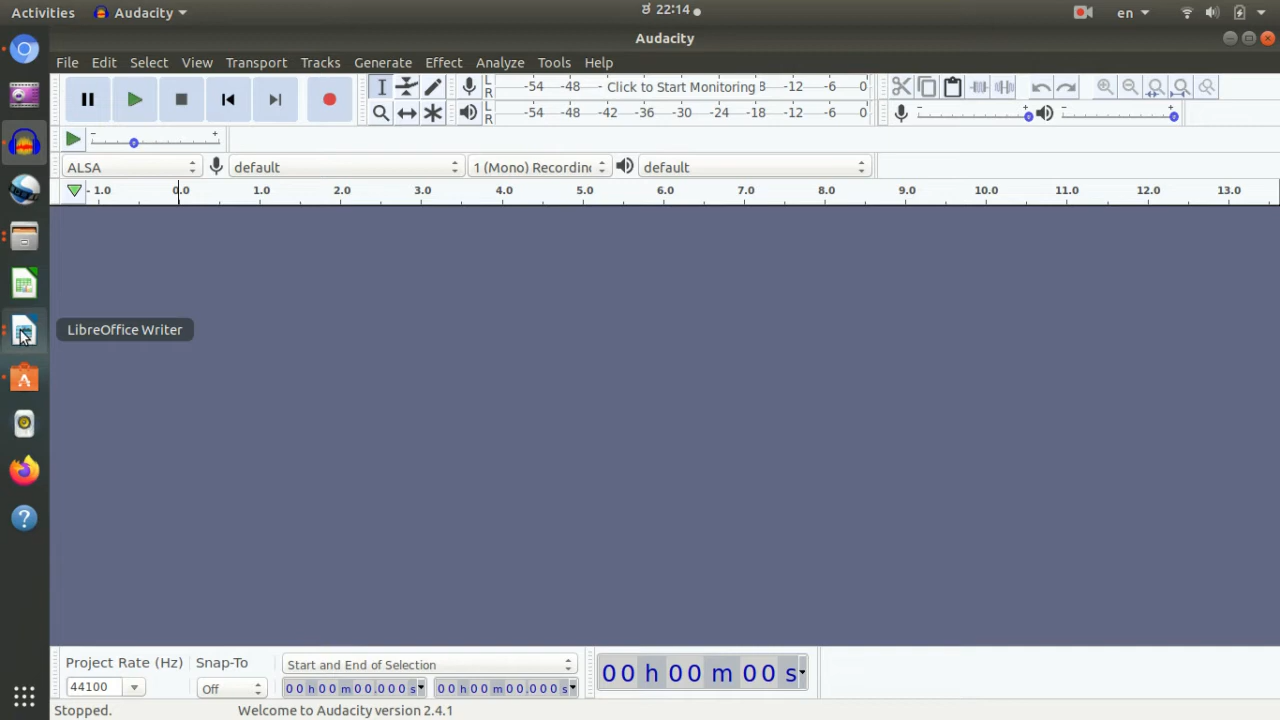 Activities Audacity 22:14 en
Audacity
File Edit Select View Transport Tracks Generate Effect Analyze Tools Help
L R -54 -48 - Click to Start Monitoring -12 -6 0
L R -54 -48 -42 -36 -30 -24 -18 -12 -6 0
- + - +
- +
ALSA default 1 (Mono) Recording default
- 1.0 0.0 1.0 2.0 3.0 4.0 5.0 6.0 7.0 8.0 9.0 10.0 11.0 12.0 13.0
LibreOffice Writer
Project Rate (Hz) Snap-To Start and End of Selection
00 h 00 m 00 s
44100 Off 00 h 00 m 00.000 s 00 h 00 m 00.000 s
Stopped. Welcome to Audacity version 2.4.1